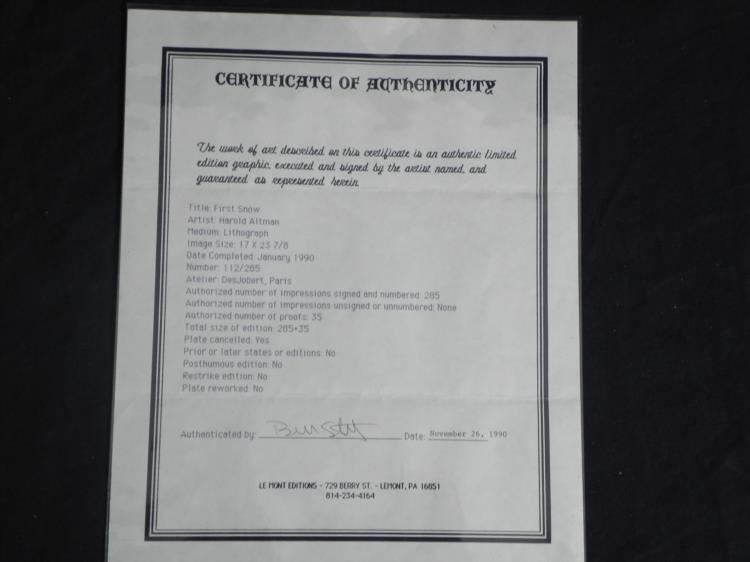 CERTIFICATE OF AUTHENTICITY
The work of art described on this certificate is an authentic limited
edition graphic, executed and signed by the artist named, and
guaranteed as represented herein.
Title: First Snow
Artist: Harold Altman
Medium: Lithograph
Image Size: 17 X 23 7/8
Date Completed: January 1990
Number: 112/285
Atelier: DesJobert, Paris
Authorized number of impressions signed and numbered: 285
Authorized number of impressions unsigned or unnumbered: None
Authorized number of proofs: 35
Total size of edition: 285+35
Plate cancelled: Yes
Prior or later states or editions: No
Posthumous edition: No
Restrike edition: No
Plate reworked: No
Authenticated by: Date: November 26, 1990
LE MONT EDITIONS - 729 BERRY ST. - LEMONT, PA 16851
814-234-4164